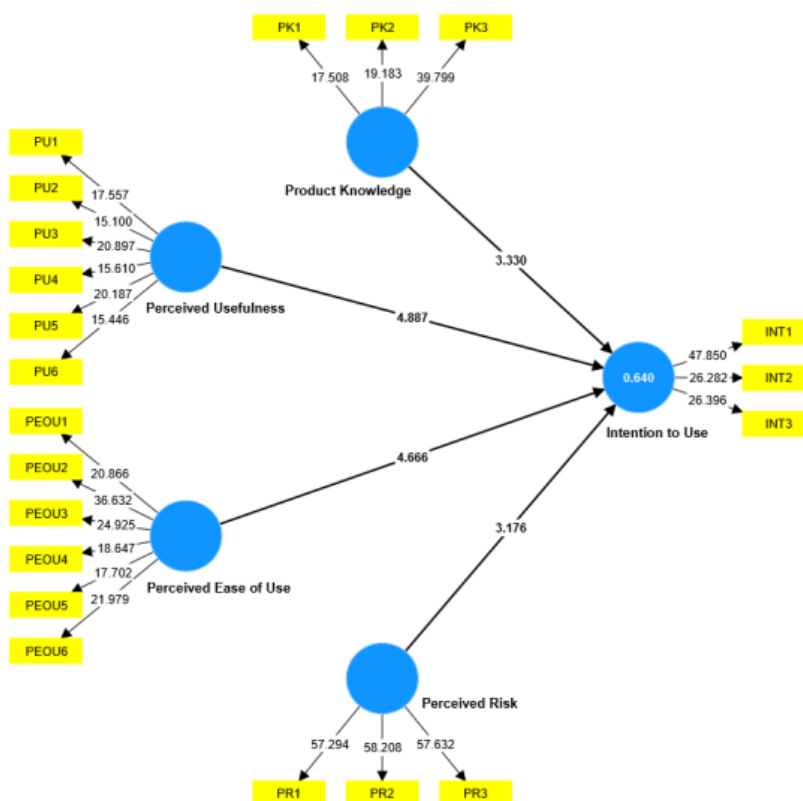 PK1 PK2 PK3
17.508 19.183 39.799
Product Knowledge
PU1
PU2
PU3
PU4
PU5
PU6
17.557
15.100
20.897
15.610
20.187
15.446
Perceived Usefulness
3.330
4.887
0.640
Intention to Use
47.850
26.282
26.396
INT1
INT2
INT3
PEOU1
PEOU2
PEOU3
PEOU4
PEOU5
PEOU6
20.866
36.632
24.925
18.647
17.702
21.979
Perceived Ease of Use
4.666
3.176
Perceived Risk
57.294 58.208 57.632
PR1 PR2 PR3